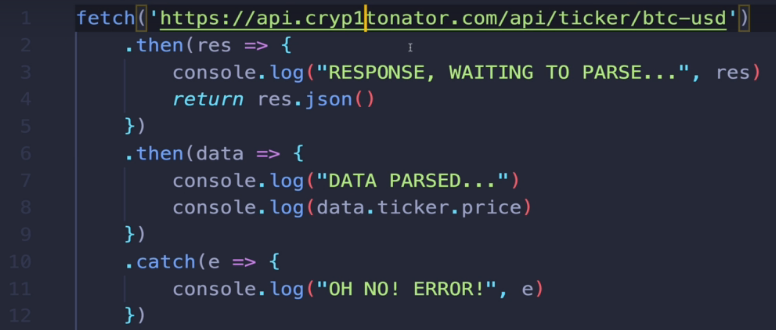 1 fetch('https://api.cryp1tonator.com/api/ticker/btc-usd')
2 .then(res => {
3 console.log("RESPONSE, WAITING TO PARSE...", res)
4 return res.json()
5 })
6 .then(data => {
7 console.log("DATA PARSED...")
8 console.log(data.ticker.price)
9 })
10 .catch(e => {
11 console.log("OH NO! ERROR!", e)
12 })